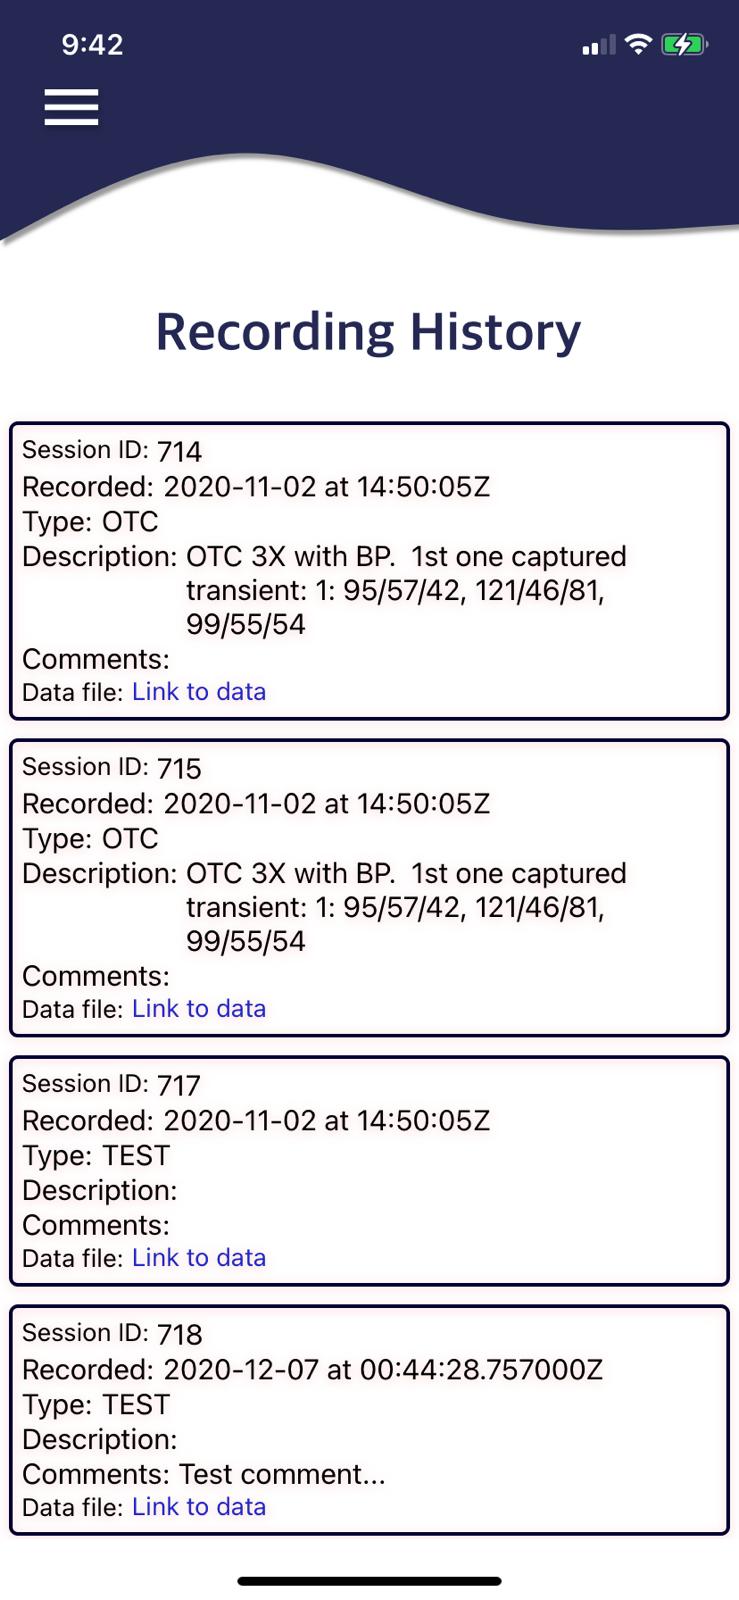 9:42
Recording History
Session ID: 714
Recorded: 2020-11-02 at 14:50:05Z
Type: OTC
Description: OTC 3X with BP.  1st one captured
transient: 1: 95/57/42, 121/46/81,
99/55/54
Comments:
Data file: Link to data
Session ID: 715
Recorded: 2020-11-02 at 14:50:05Z
Type: OTC
Description: OTC 3X with BP.  1st one captured
transient: 1: 95/57/42, 121/46/81,
99/55/54
Comments:
Data file: Link to data
Session ID: 717
Recorded: 2020-11-02 at 14:50:05Z
Type: TEST
Description:
Comments:
Data file: Link to data
Session ID: 718
Recorded: 2020-12-07 at 00:44:28.757000Z
Type: TEST
Description:
Comments: Test comment...
Data file: Link to data